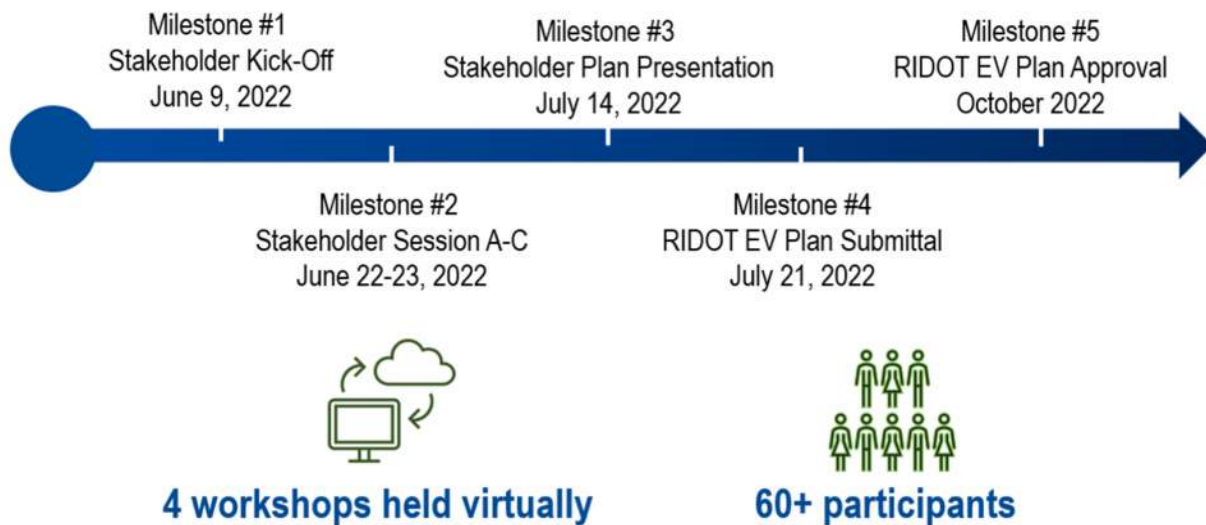 Milestone #1
Stakeholder Kick-Off
June 9, 2022
Milestone #3
Stakeholder Plan Presentation
July 14, 2022
Milestone #5
RIDOT EV Plan Approval
October 2022
Milestone #2
Stakeholder Session A-C
June 22-23, 2022
Milestone #4
RIDOT EV Plan Submittal
July 21, 2022
4 workshops held virtually
60+ participants